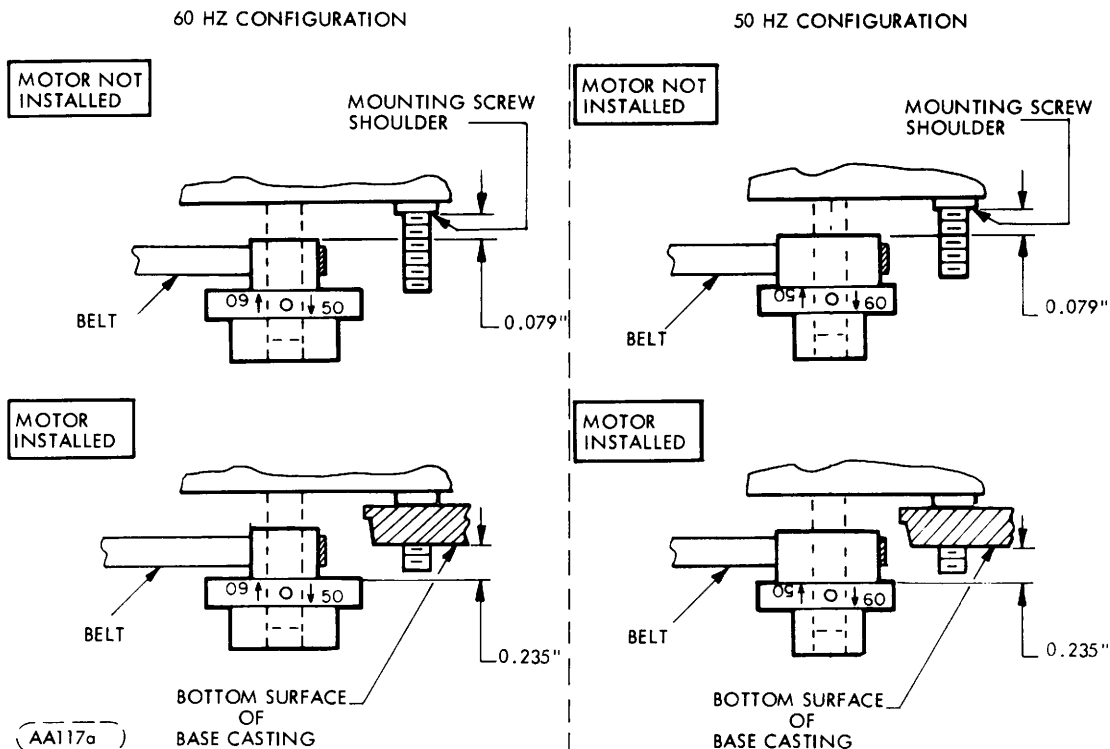 60 HZ CONFIGURATION
MOTOR NOT
INSTALLED
MOUNTING SCREW
SHOULDER
60 ↑ ↓ 50
BELT
0.079"
MOTOR
INSTALLED
60 ↑ ↓ 50
BELT
0.235"
BOTTOM SURFACE
OF
BASE CASTING
AA117a
50 HZ CONFIGURATION
MOTOR NOT
INSTALLED
MOUNTING SCREW
SHOULDER
50 ↑ ↓ 60
BELT
0.079"
MOTOR
INSTALLED
50 ↑ ↓ 60
BELT
0.235"
BOTTOM SURFACE
OF
BASE CASTING